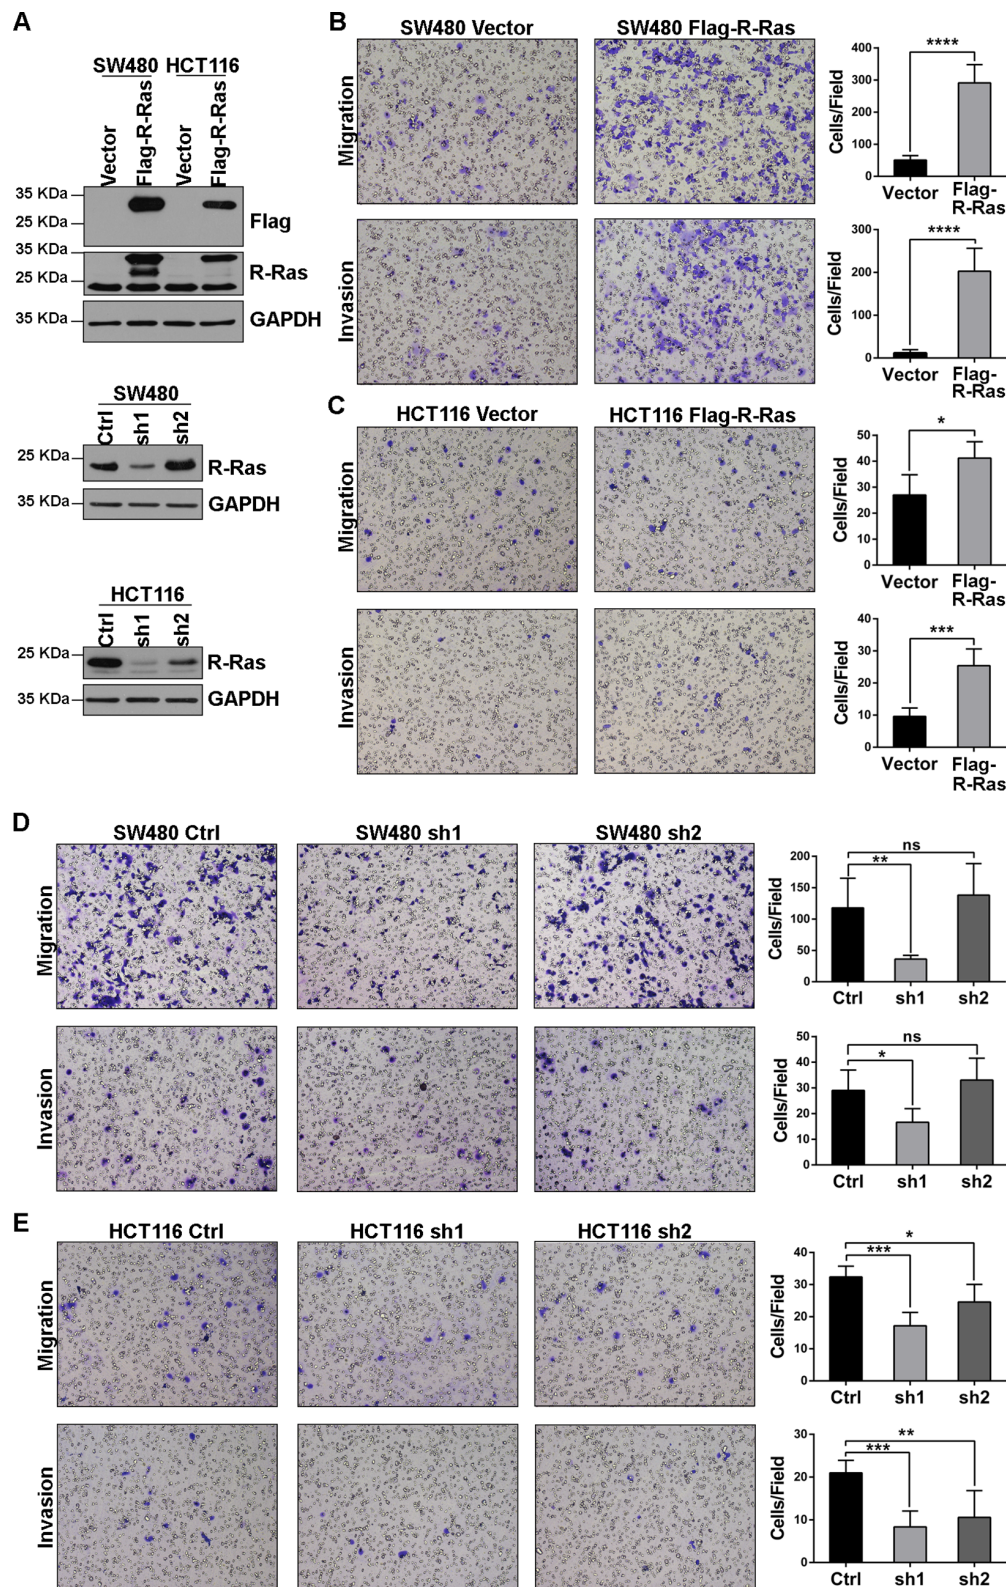 A
SW480 HCT116
Vector
Flag-R-Ras
Vector
Flag-R-Ras
35 KDa
25 KDa
Flag
35 KDa
25 KDa
R-Ras
35 KDa
GAPDH
SW480
Ctrl
sh1
sh2
25 KDa
R-Ras
35 KDa
GAPDH
HCT116
Ctrl
sh1
sh2
25 KDa
R-Ras
35 KDa
GAPDH
B
SW480 Vector
SW480 Flag-R-Ras
Migration
Invasion
Cells/Field
400
300
200
100
0
****
Vector
Flag-
R-Ras
Cells/Field
300
200
100
0
****
Vector
Flag-
R-Ras
C
HCT116 Vector
HCT116 Flag-R-Ras
Migration
Invasion
Cells/Field
50
40
30
20
10
0
*
Vector
Flag-
R-Ras
Cells/Field
40
30
20
10
0
***
Vector
Flag-
R-Ras
D
SW480 Ctrl
SW480 sh1
SW480 sh2
Migration
Invasion
Cells/Field
200
150
100
50
0
ns
**
Ctrl sh1 sh2
Cells/Field
50
40
30
20
10
0
ns
*
Ctrl sh1 sh2
E
HCT116 Ctrl
HCT116 sh1
HCT116 sh2
Migration
Invasion
Cells/Field
40
30
20
10
0
*
***
Ctrl sh1 sh2
Cells/Field
30
20
10
0
**
***
Ctrl sh1 sh2